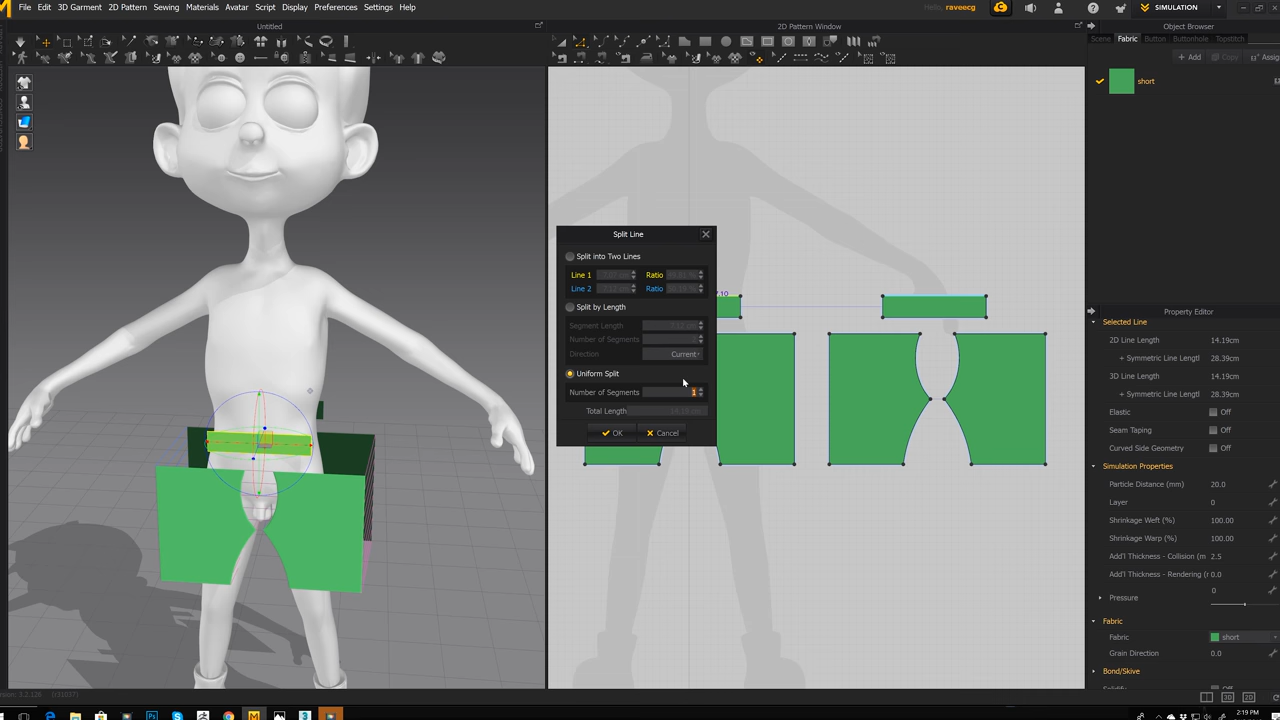 File Edit 3D Garment 2D Pattern Sewing Materials Avatar Script Display Preferences Settings Help
Hello, raveecg
SIMULATION
Untitled
2D Pattern Window
Object Browser
Scene Fabric Button Buttonhole Topstitch
+ Add Copy Assig
short
Split Line
Split into Two Lines
Line 1 Ratio
Line 2 Ratio
Split by Length
Segment Length
Number of Segments
Direction Current
Uniform Split
Number of Segments 1
Total Length
OK Cancel
Property Editor
Selected Line
2D Line Length 14.19cm
+ Symmetric Line Lengtl 28.39cm
3D Line Length 14.19cm
+ Symmetric Line Lengtl 28.39cm
Elastic Off
Seam Taping Off
Curved Side Geometry Off
Simulation Properties
Particle Distance (mm) 20.0
Layer 0
Shrinkage Weft (%) 100.00
Shrinkage Warp (%) 100.00
Add'l Thickness - Collision (m 2.5
Add'l Thickness - Rendering (r 0.0
Pressure 0
Fabric
Fabric short
Grain Direction 0.0
Bond/Skive
3D 2D
2:19 PM